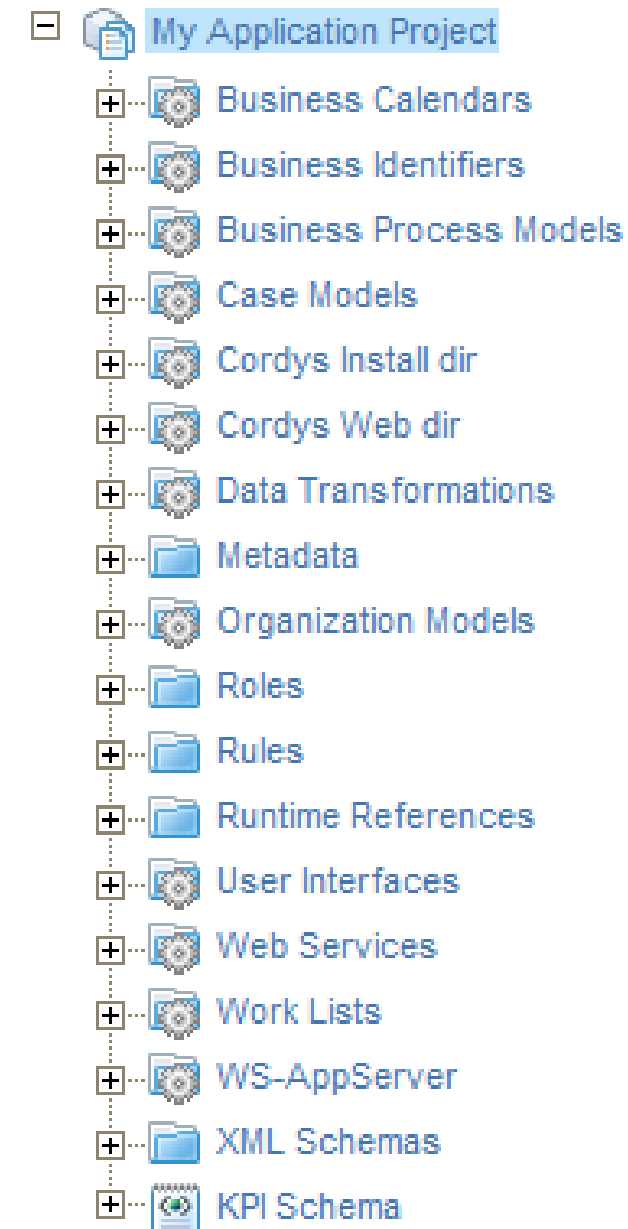 My Application Project
Business Calendars
Business Identifiers
Business Process Models
Case Models
Cordys Install dir
Cordys Web dir
Data Transformations
Metadata
Organization Models
Roles
Rules
Runtime References
User Interfaces
Web Services
Work Lists
WS-AppServer
XML Schemas
KPI Schema